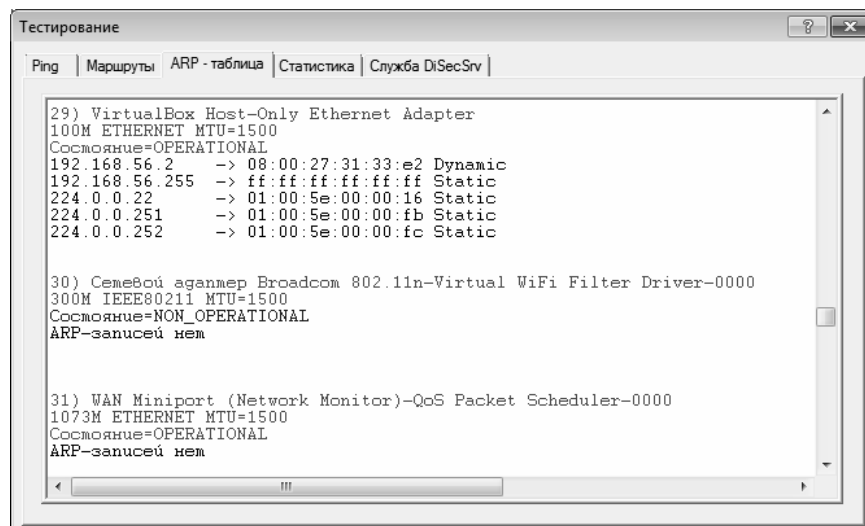 Тестирование
Ping Маршруты ARP - таблица Статистика Служба DiSecSrv
29) VirtualBox Host-Only Ethernet Adapter
100M ETHERNET MTU=1500
Состояние=OPERATIONAL
192.168.56.2 -> 08:00:27:31:33:e2 Dynamic
192.168.56.255 -> ff:ff:ff:ff:ff:ff Static
224.0.0.22 -> 01:00:5e:00:00:16 Static
224.0.0.251 -> 01:00:5e:00:00:fb Static
224.0.0.252 -> 01:00:5e:00:00:fc Static
30) Сетевой адаптер Broadcom 802.11n-Virtual WiFi Filter Driver-0000
300M IEEE80211 MTU=1500
Состояние=NON_OPERATIONAL
ARP-записей нет
31) WAN Miniport (Network Monitor)-QoS Packet Scheduler-0000
1073M ETHERNET MTU=1500
Состояние=OPERATIONAL
ARP-записей нет